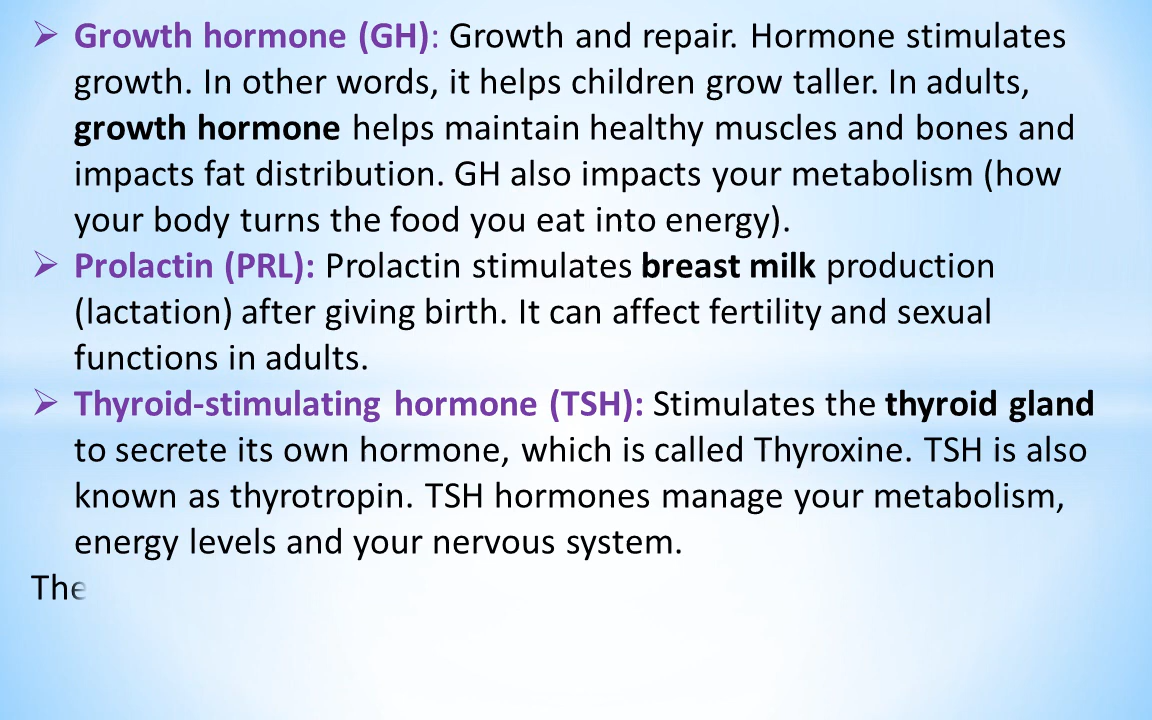 ➢ Growth hormone (GH): Growth and repair. Hormone stimulates
growth. In other words, it helps children grow taller. In adults,
growth hormone helps maintain healthy muscles and bones and
impacts fat distribution. GH also impacts your metabolism (how
your body turns the food you eat into energy).
➢ Prolactin (PRL): Prolactin stimulates breast milk production
(lactation) after giving birth. It can affect fertility and sexual
functions in adults.
➢ Thyroid-stimulating hormone (TSH): Stimulates the thyroid gland
to secrete its own hormone, which is called Thyroxine. TSH is also
known as thyrotropin. TSH hormones manage your metabolism,
energy levels and your nervous system.
The